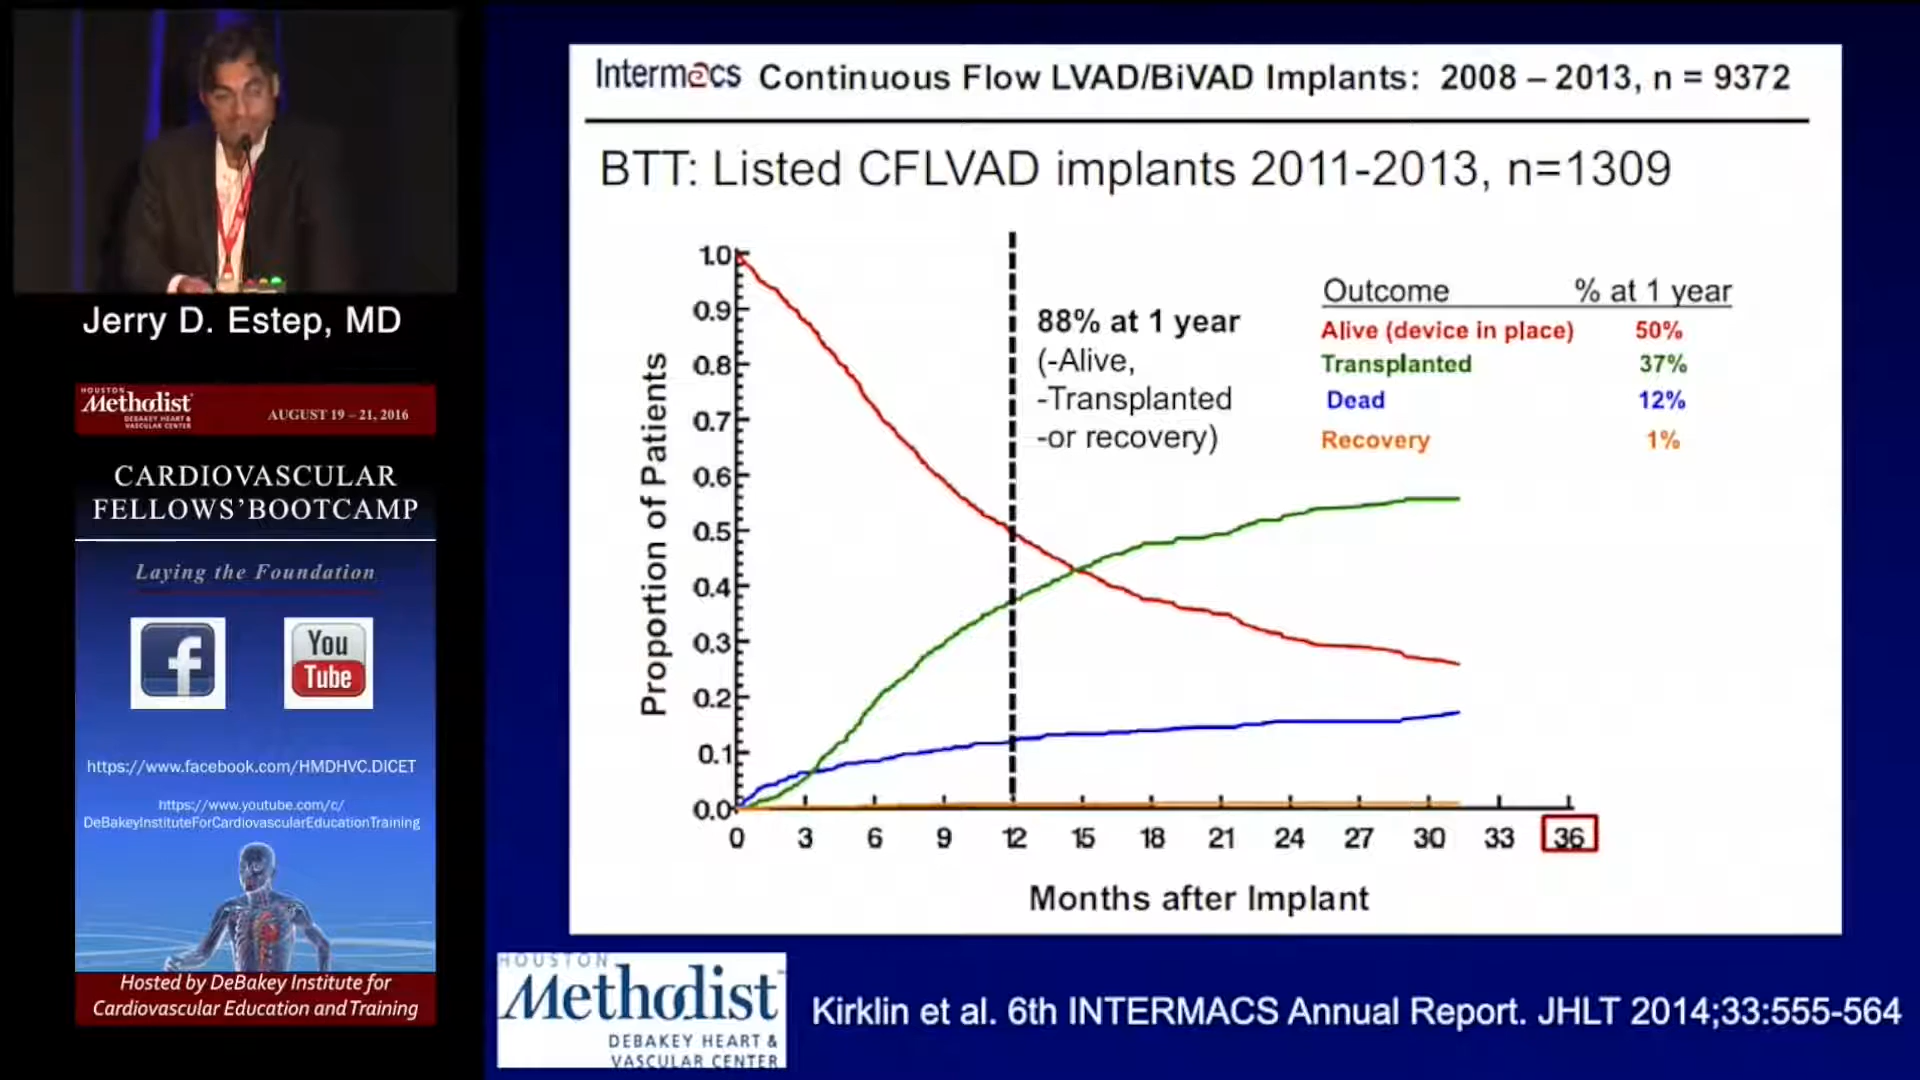 Jerry D. Estep, MD
HOUSTON
Methodist
DEBAKEY HEART &
VASCULAR CENTER
AUGUST 19 – 21, 2016
CARDIOVASCULAR
FELLOWS’BOOTCAMP
Laying the Foundation
f
You
Tube
https://www.facebook.com/HMDHVC.DICET
https://www.youtube.com/c/
DeBakeyInstituteForCardiovascularEducationTraining
Hosted by DeBakey Institute for
Cardiovascular Education and Training
Intermacs Continuous Flow LVAD/BiVAD Implants: 2008 – 2013, n = 9372
BTT: Listed CFLVAD implants 2011-2013, n=1309
Proportion of Patients
1.0
0.9
0.8
0.7
0.6
0.5
0.4
0.3
0.2
0.1
0.0
88% at 1 year
(-Alive,
-Transplanted
-or recovery)
Outcome % at 1 year
Alive (device in place) 50%
Transplanted 37%
Dead 12%
Recovery 1%
0 3 6 9 12 15 18 21 24 27 30 33 36
Months after Implant
HOUSTON
Methodist
DEBAKEY HEART &
VASCULAR CENTER
Kirklin et al. 6th INTERMACS Annual Report. JHLT 2014;33:555-564